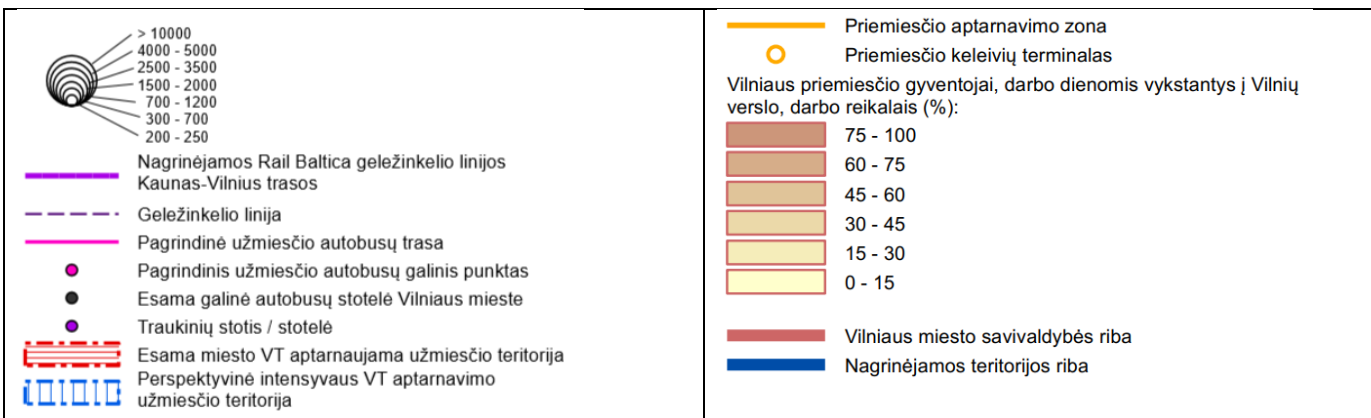 > 10000
4000 - 5000
2500 - 3500
1500 - 2000
700 - 1200
300 - 700
200 - 250
Nagrinėjamos Rail Baltica geležinkelio linijos
Kaunas-Vilnius trasos
Geležinkelio linija
Pagrindinė užmiesčio autobusų trasa
Pagrindinis užmiesčio autobusų galinis punktas
Esama galinė autobusų stotelė Vilniaus mieste
Traukinių stotis / stotelė
Esama miesto VT aptarnaujama užmiesčio teritorija
Perspektyvinė intensyvaus VT aptarnavimo
užmiesčio teritorija
Priemiesčio aptarnavimo zona
Priemiesčio keleivių terminalas
Vilniaus priemiesčio gyventojai, darbo dienomis vykstantys į Vilnių
verslo, darbo reikalais (%):
75 - 100
60 - 75
45 - 60
30 - 45
15 - 30
0 - 15
Vilniaus miesto savivaldybės riba
Nagrinėjamos teritorijos riba